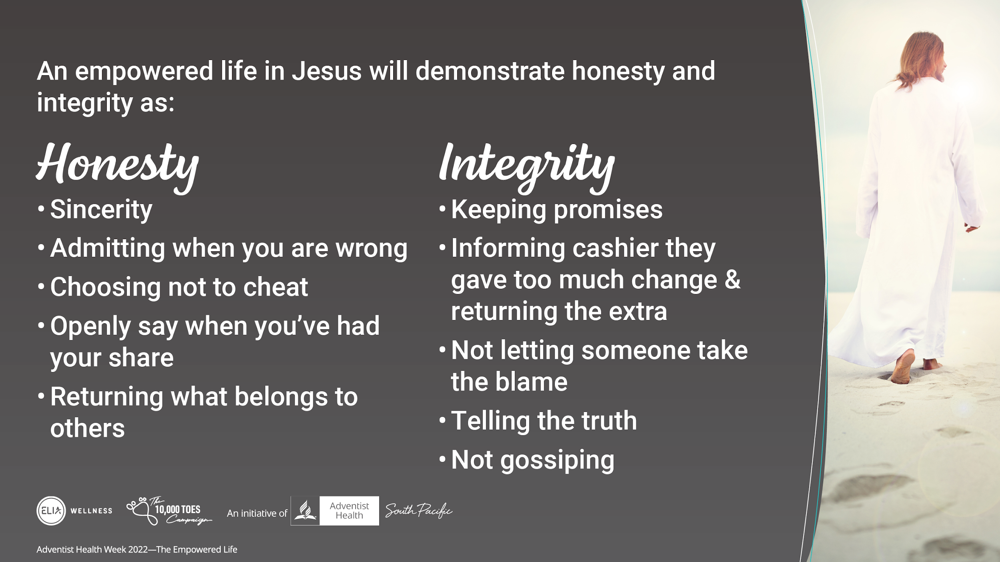 An empowered life in Jesus will demonstrate honesty and
integrity as:
Honesty
• Sincerity
• Admitting when you are wrong
• Choosing not to cheat
• Openly say when you’ve had
your share
• Returning what belongs to
others
Integrity
• Keeping promises
• Informing cashier they
gave too much change &
returning the extra
• Not letting someone take
the blame
• Telling the truth
• Not gossiping
ELIA WELLNESS
The
10,000 TOES
Campaign
An initiative of
Adventist
Health
South Pacific
Adventist Health Week 2022—The Empowered Life